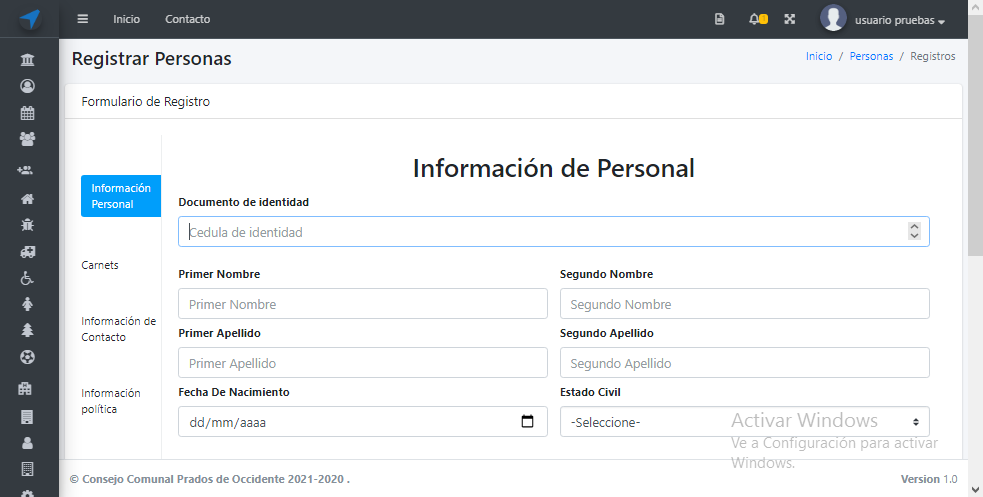 Inicio
Contacto
usuario pruebas
Registrar Personas
Inicio / Personas / Registros
Formulario de Registro
Información
Personal
Carnets
Información de
Contacto
Información
política
Información de Personal
Documento de identidad
Cedula de identidad
Primer Nombre
Segundo Nombre
Primer Nombre
Segundo Nombre
Primer Apellido
Segundo Apellido
Primer Apellido
Segundo Apellido
Fecha De Nacimiento
Estado Civil
dd/mm/aaaa
-Seleccione-
Activar Windows
Ve a Configuración para activar
Windows.
© Consejo Comunal Prados de Occidente 2021-2020 .
Version 1.0